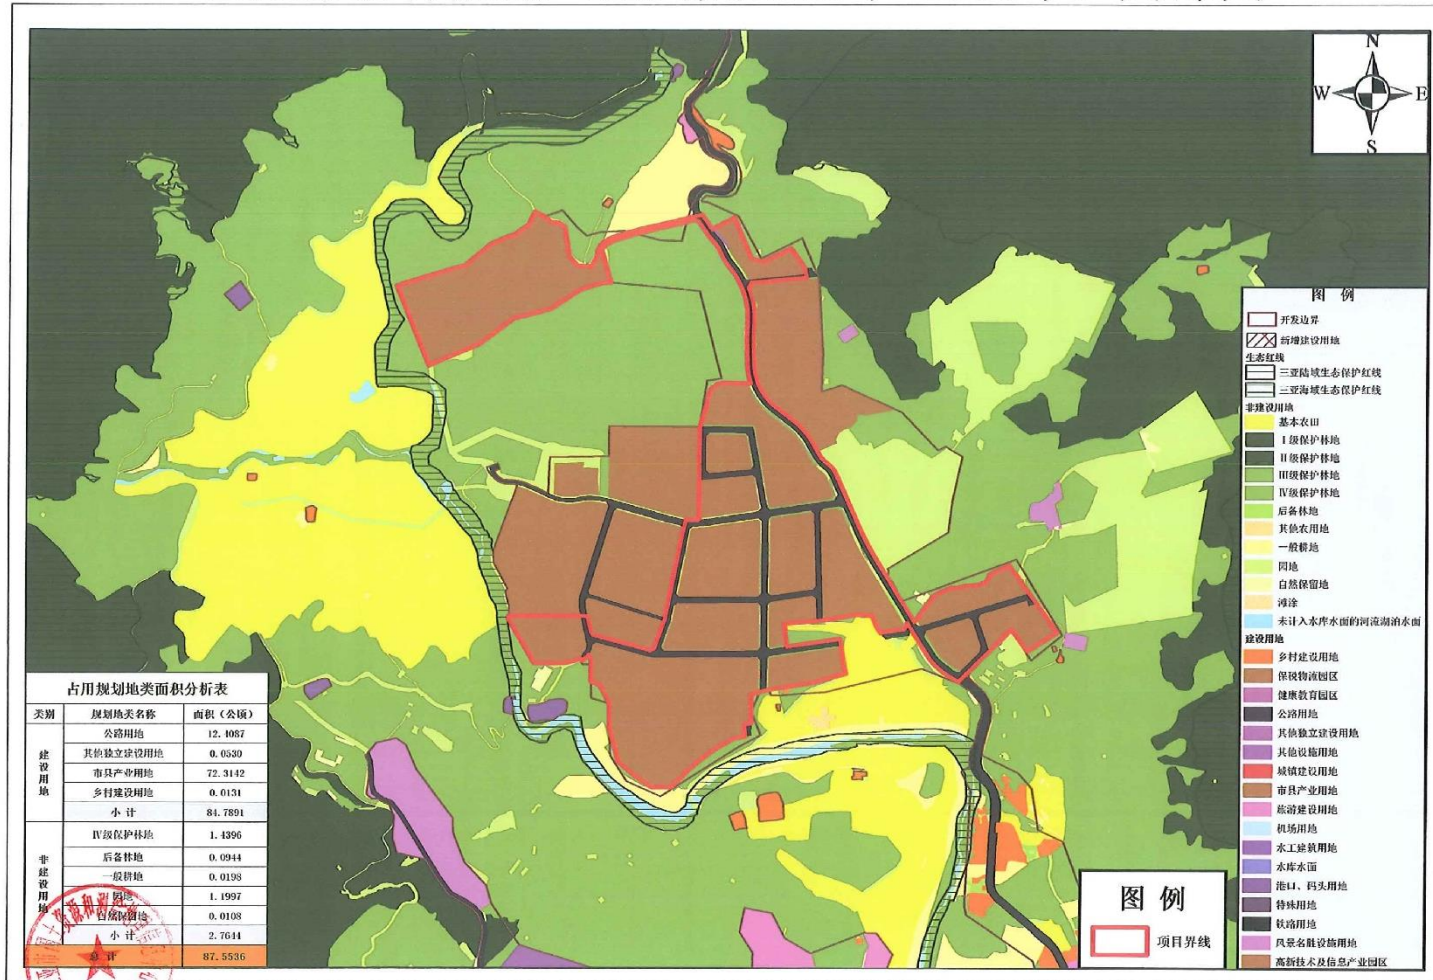 N
W
E
S
图 例
开发边界
新增建设用地
生态红线
三亚陆域生态保护红线
三亚海域生态保护红线
非建设用地
基本农田
Ⅰ级保护林地
Ⅱ级保护林地
Ⅲ级保护林地
Ⅳ级保护林地
后备林地
其他农用地
一般耕地
园地
自然保留地
滩涂
未计入水库水面的河流湖泊水面
建设用地
乡村建设用地
保税物流园区
健康教育园区
公路用地
其他独立建设用地
其他设施用地
城镇建设用地
市县产业用地
旅游建设用地
机场用地
水工建筑用地
水库水面
港口、码头用地
特殊用地
铁路用地
风景名胜设施用地
高新技术及信息产业园区
占用规划地类面积分析表
类别 规划地类名称 面积（公顷）
建设用地
公路用地 12.4087
其他独立建设用地 0.0530
市县产业用地 72.3142
乡村建设用地 0.0131
小 计 84.7891
非建设用地
Ⅳ级保护林地 1.4396
后备林地 0.0944
一般耕地 0.0198
园地 1.1997
自然保留地 0.0108
小 计 2.7644
总 计 87.5536
图 例
项目界线